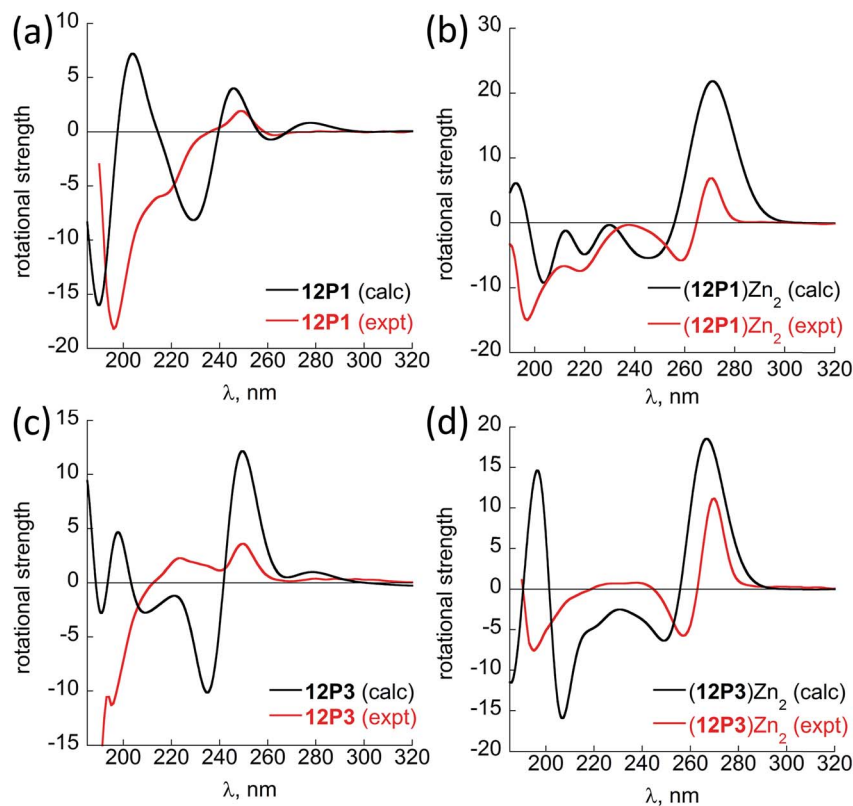 (a)
rotational strength
10
5
0
-5
-10
-15
-20
200 220 240 260 280 300 320
λ, nm
12P1 (calc)
12P1 (expt)
(b)
rotational strength
30
20
10
0
-10
-20
200 220 240 260 280 300 320
λ, nm
(12P1)Zn2 (calc)
(12P1)Zn2 (expt)
(c)
rotational strength
15
10
5
0
-5
-10
-15
200 220 240 260 280 300 320
λ, nm
12P3 (calc)
12P3 (expt)
(d)
rotational strength
20
15
10
5
0
-5
-10
-15
-20
200 220 240 260 280 300 320
λ, nm
(12P3)Zn2 (calc)
(12P3)Zn2 (expt)